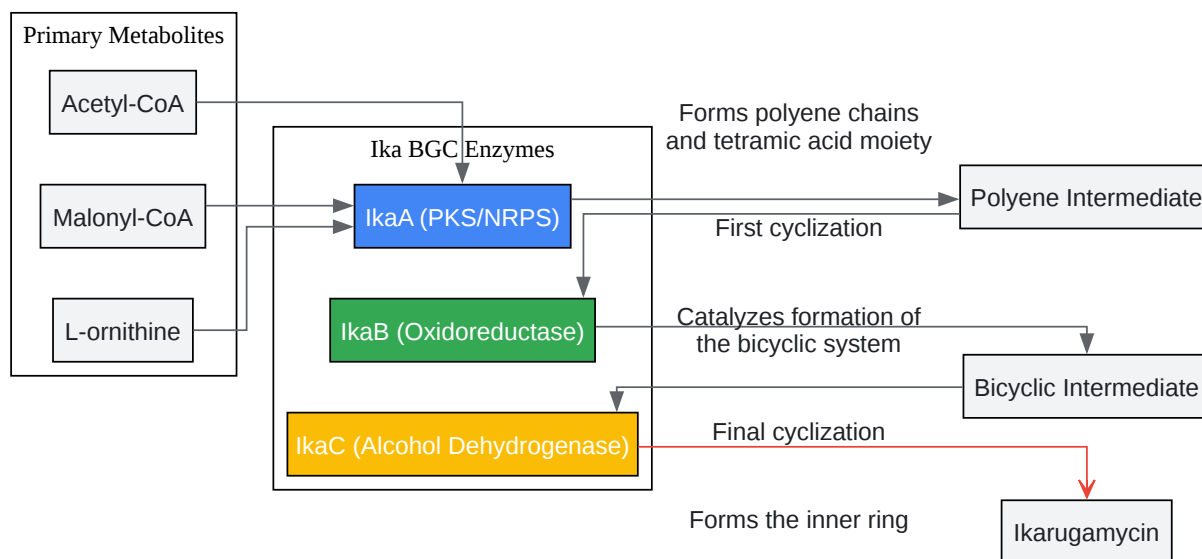 Primary Metabolites
Acetyl-CoA
Malonyl-CoA
L-ornithine
Ika BGC Enzymes
IkaA (PKS/NRPS)
IkaB (Oxidoreductase)
IkaC (Alcohol Dehydrogenase)
Forms polyene chains
and tetramic acid moiety
Polyene Intermediate
First cyclization
Catalyzes formation of
the bicyclic system
Bicyclic Intermediate
Final cyclization
Forms the inner ring
Ikarugamycin